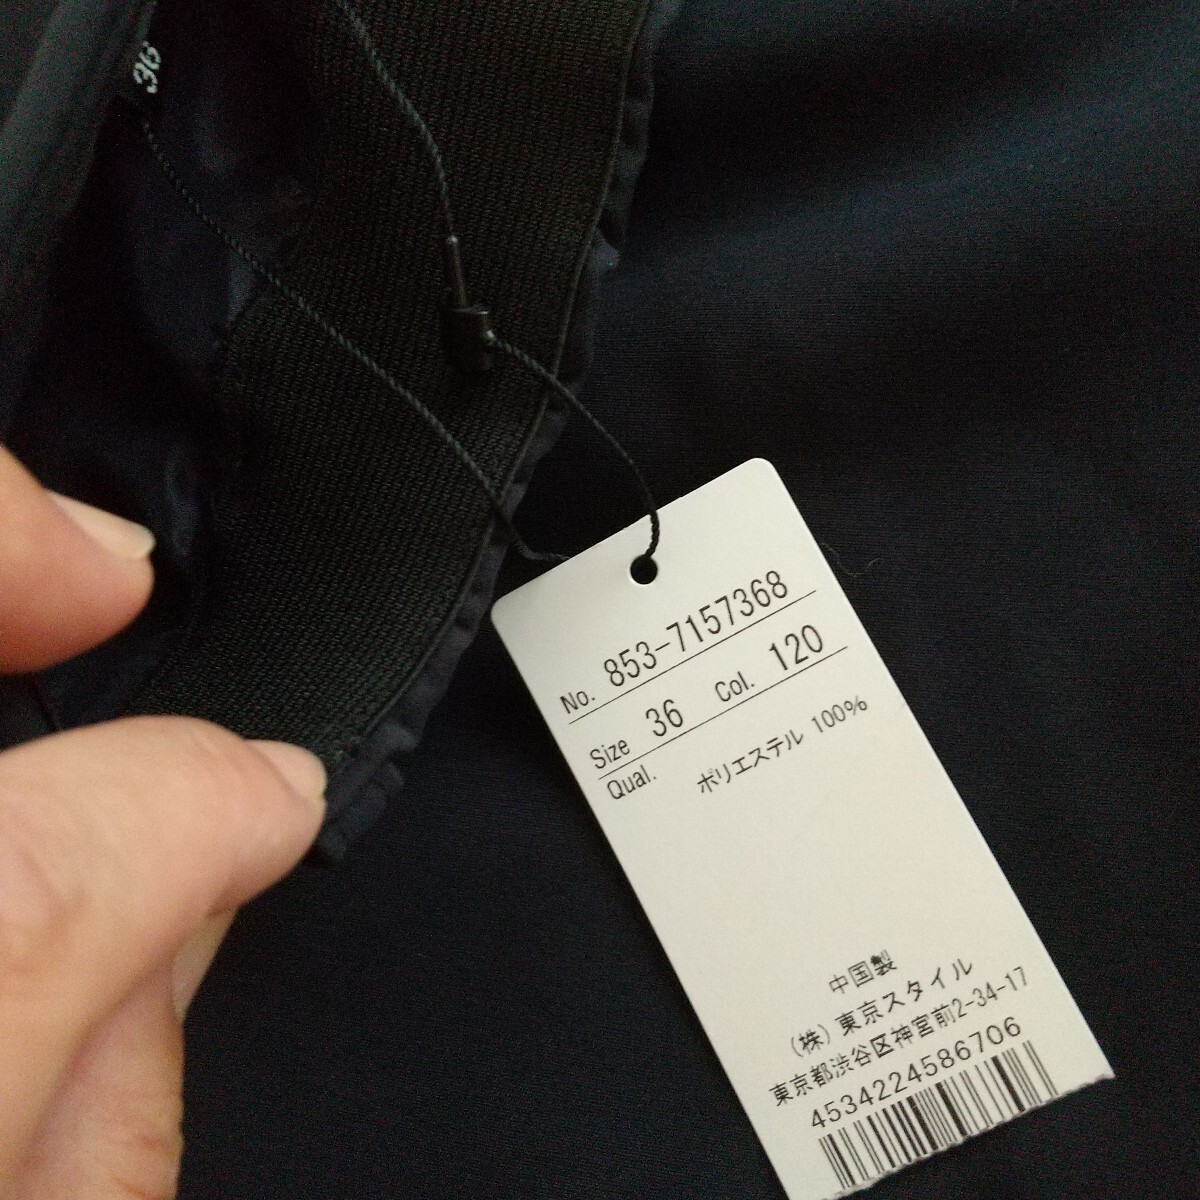 36
No. 853-7157368
Size 36 Col. 120
Qual. ポリエステル 100%
中国製
(株) 東京スタイル
東京都渋谷区神宮前2-34-17
4534224586706